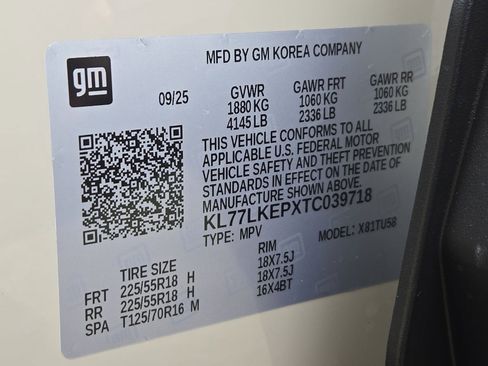 gm
MFD BY GM KOREA COMPANY
09/25 GVWR GAWR FRT GAWR RR
1880 KG 1060 KG 1060 KG
4145 LB 2336 LB 2336 LB
THIS VEHICLE CONFORMS TO ALL
APPLICABLE U.S. FEDERAL MOTOR
VEHICLE SAFETY AND THEFT PREVENTION
STANDARDS IN EFFECT ON THE DATE OF
MANUFACTURE SHOWN ABOVE.
KL77LKEPXTC039718
TYPE: MPV MODEL: X81TU58
TIRE SIZE RIM
FRT 225/55R18 H 18X7.5J
RR 225/55R18 H 18X7.5J
SPA T125/70R16 M 16X4BT